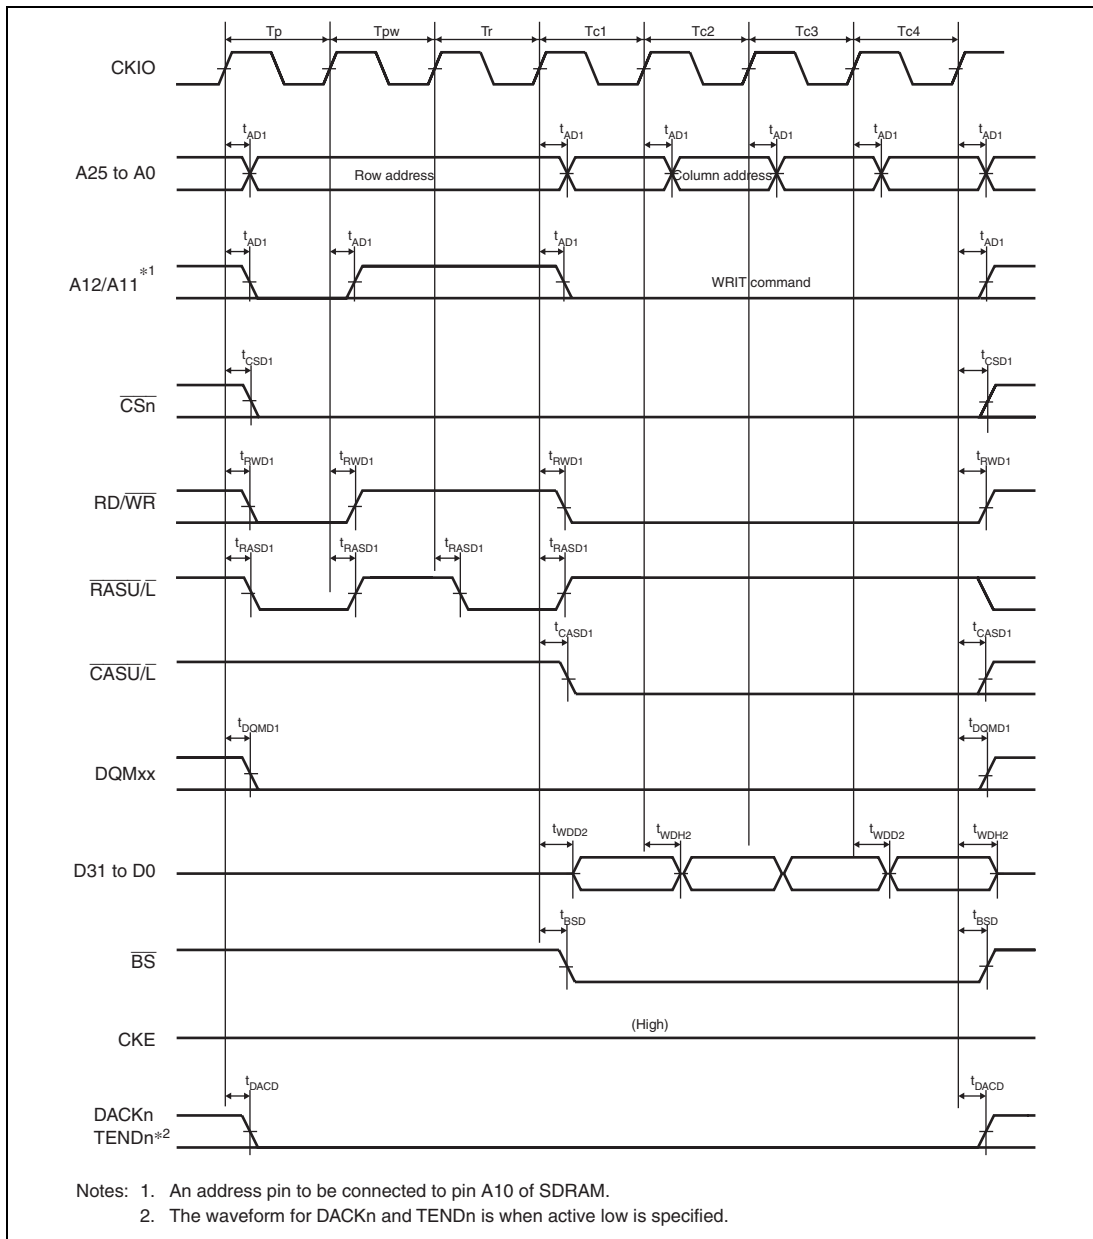 Tp Tpw Tr Tc1 Tc2 Tc3 Tc4
CKIO
tAD1 tAD1 tAD1 tAD1 tAD1 tAD1
A25 to A0 Row address Column address
tAD1 tAD1 tAD1 tAD1
A12/A11*1 WRIT command
tCSD1 tCSD1
CSn
tRWD1 tRWD1 tRWD1 tRWD1
RD/WR
tRASD1 tRASD1 tRASD1 tRASD1
RASU/L
tCASD1 tCASD1
CASU/L
tDQMD1 tDQMD1
DQMxx
tWDD2 tWDH2 tWDD2 tWDH2
D31 to D0
tBSD tBSD
BS
(High)
CKE
tDACD tDACD
DACKn
TENDn*2
Notes: 1. An address pin to be connected to pin A10 of SDRAM.
2. The waveform for DACKn and TENDn is when active low is specified.